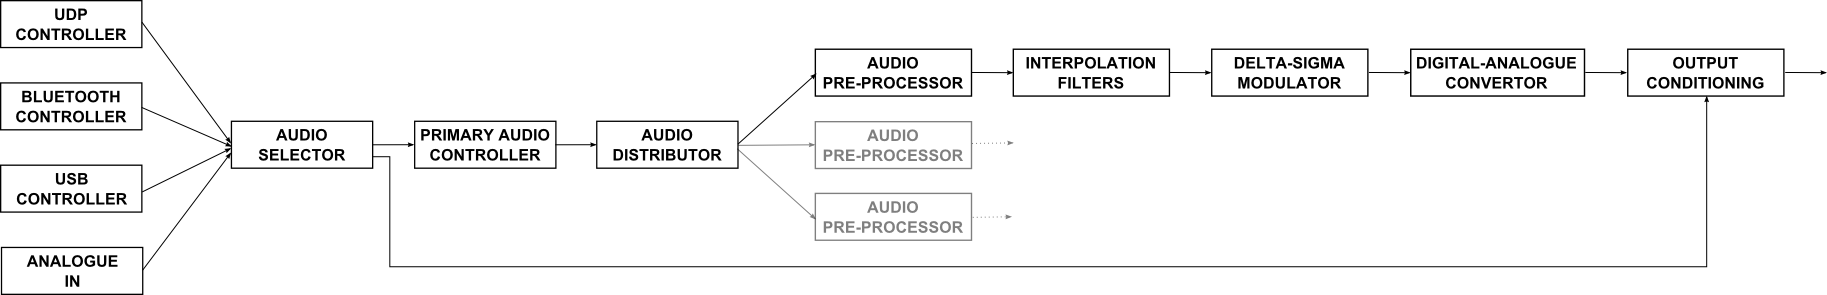 UDP
CONTROLLER
BLUETOOTH
CONTROLLER
USB
CONTROLLER
ANALOGUE
IN
AUDIO
SELECTOR
PRIMARY AUDIO
CONTROLLER
AUDIO
DISTRIBUTOR
AUDIO
PRE-PROCESSOR
AUDIO
PRE-PROCESSOR
AUDIO
PRE-PROCESSOR
INTERPOLATION
FILTERS
DELTA-SIGMA
MODULATOR
DIGITAL-ANALOGUE
CONVERTOR
OUTPUT
CONDITIONING